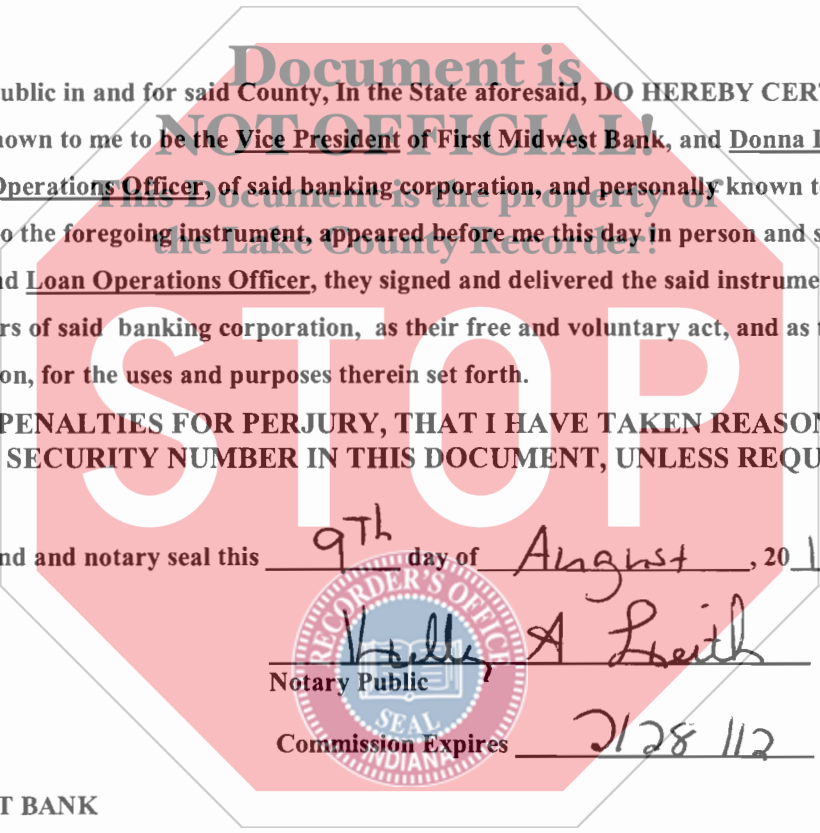 Document is
ublic in and for said County, In the State aforesaid, DO HEREBY CER
nown to me to be the Vice President of First Midwest Bank, and Donna
NOT OFFICIAL!
Operations Officer, of said banking corporation, and personally known t
This Document is the property of
o the foregoing instrument, appeared before me this day in person and s
the Lake County Recorder!
nd Loan Operations Officer, they signed and delivered the said instrume
rs of said banking corporation, as their free and voluntary act, and as
on, for the uses and purposes therein set forth.
STOP
PENALTIES FOR PERJURY, THAT I HAVE TAKEN REASON
SECURITY NUMBER IN THIS DOCUMENT, UNLESS REQU
nd and notary seal this 9Th day of August, 20 1
RECORDER'S OFFICE
Kelly A Leith
Notary Public
SEAL
Commission Expires 2/28/12
INDIANA
T BANK